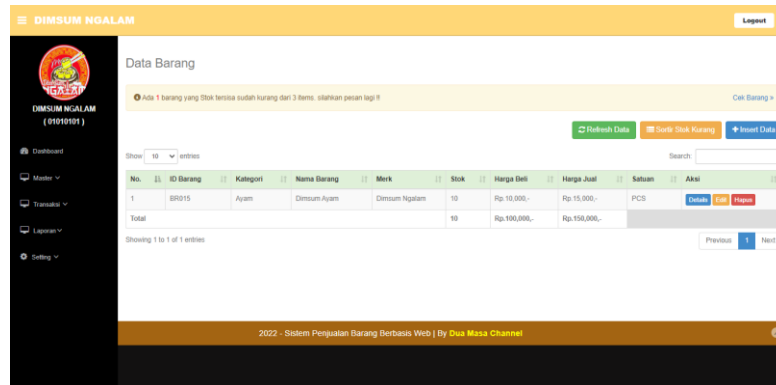 DIMSUM NGALAM
Logout
NGALAM
DIMSUM NGALAM
( 01010101 )
Dashboard
Master
Transaksi
Laporan
Setting
Data Barang
Ada 1 barang yang Stok tersisa sudah kurang dari 3 items. silahkan pesan lagi !!
Cek Barang »
Refresh Data
Sortir Stok Kurang
Insert Data
Show 10 entries
Search:
No. ID Barang Kategori Nama Barang Merk Stok Harga Beli Harga Jual Satuan Aksi
1 BR015 Ayam Dimsum Ayam Dimsum Ngalam 10 Rp.10,000,- Rp.15,000,- PCS Details Edit Hapus
Total 10 Rp.100,000,- Rp.150,000,-
Showing 1 to 1 of 1 entries
Previous 1 Next
2022 - Sistem Penjualan Barang Berbasis Web | By Dua Masa Channel